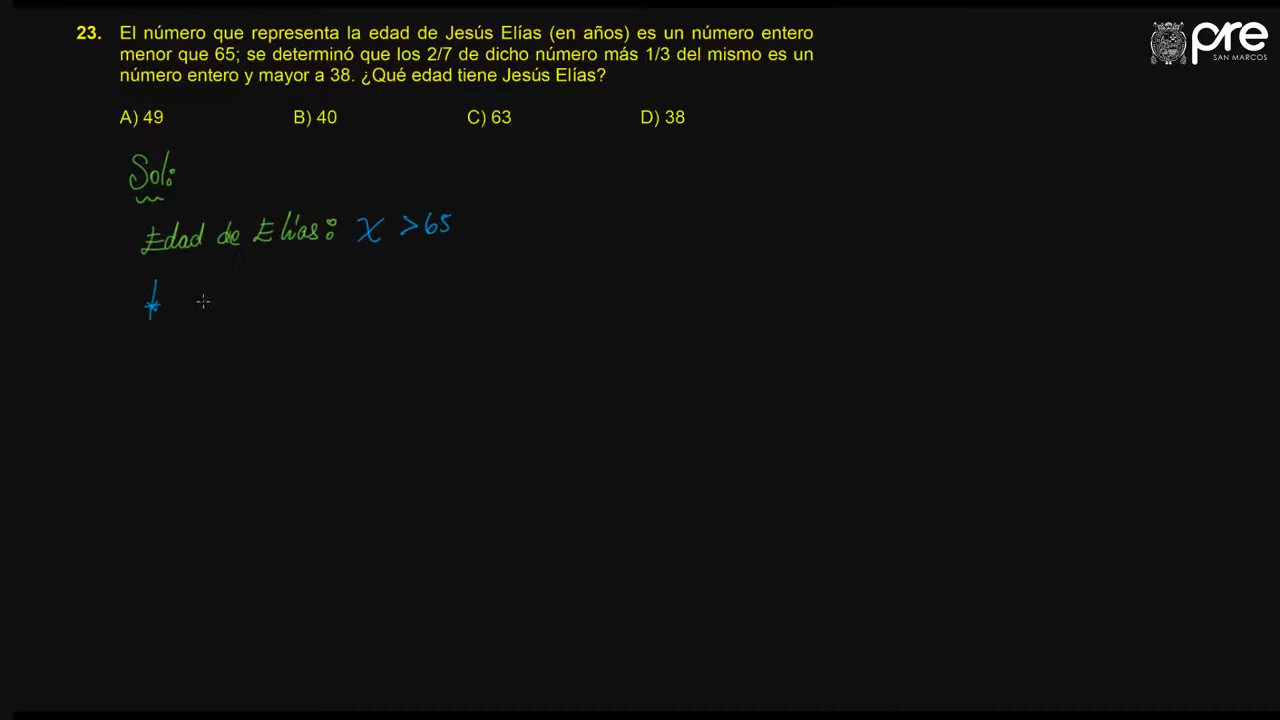 23. El número que representa la edad de Jesús Elías (en años) es un número entero
menor que 65; se determinó que los 2/7 de dicho número más 1/3 del mismo es un
número entero y mayor a 38. ¿Qué edad tiene Jesús Elías?
A) 49 B) 40 C) 63 D) 38
Sol:
Edad de Elías: x > 65
pre
SAN MARCOS